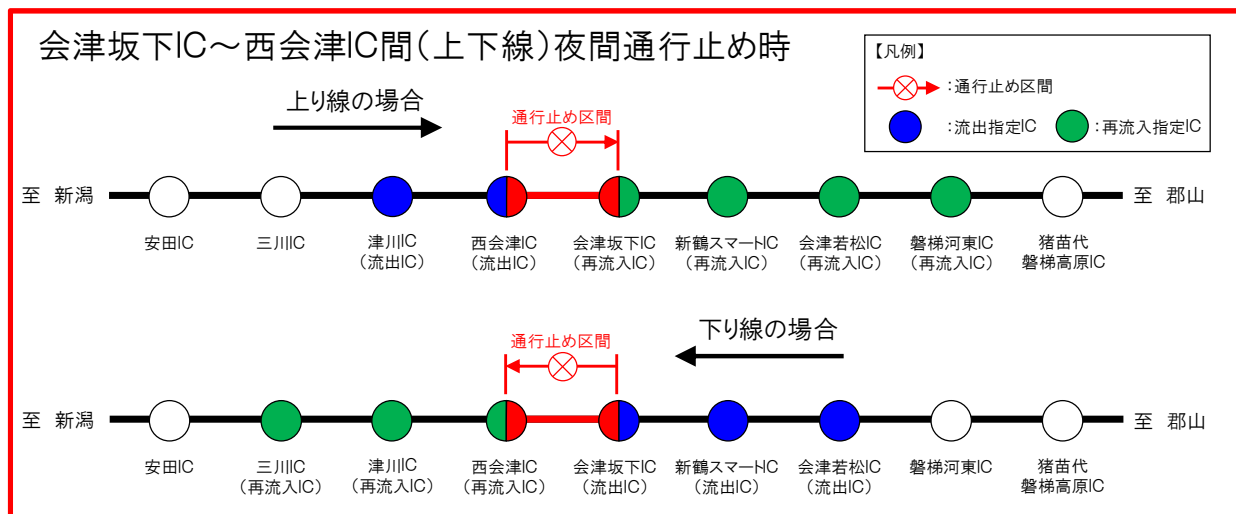 会津坂下IC～西会津IC間(上下線)夜間通行止め時
【凡例】
:通行止め区間
:流出指定IC
:再流入指定IC
上り線の場合
通行止め区間
至 新潟
至 郡山
安田IC
三川IC
津川IC
(流出IC)
西会津IC
(流出IC)
会津坂下IC
(再流入IC)
新鶴スマートIC
(再流入IC)
会津若松IC
(再流入IC)
磐梯河東IC
(再流入IC)
猪苗代
磐梯高原IC
下り線の場合
通行止め区間
至 新潟
至 郡山
安田IC
三川IC
(再流入IC)
津川IC
(再流入IC)
西会津IC
(再流入IC)
会津坂下IC
(流出IC)
新鶴スマートIC
(流出IC)
会津若松IC
(流出IC)
磐梯河東IC
猪苗代
磐梯高原IC